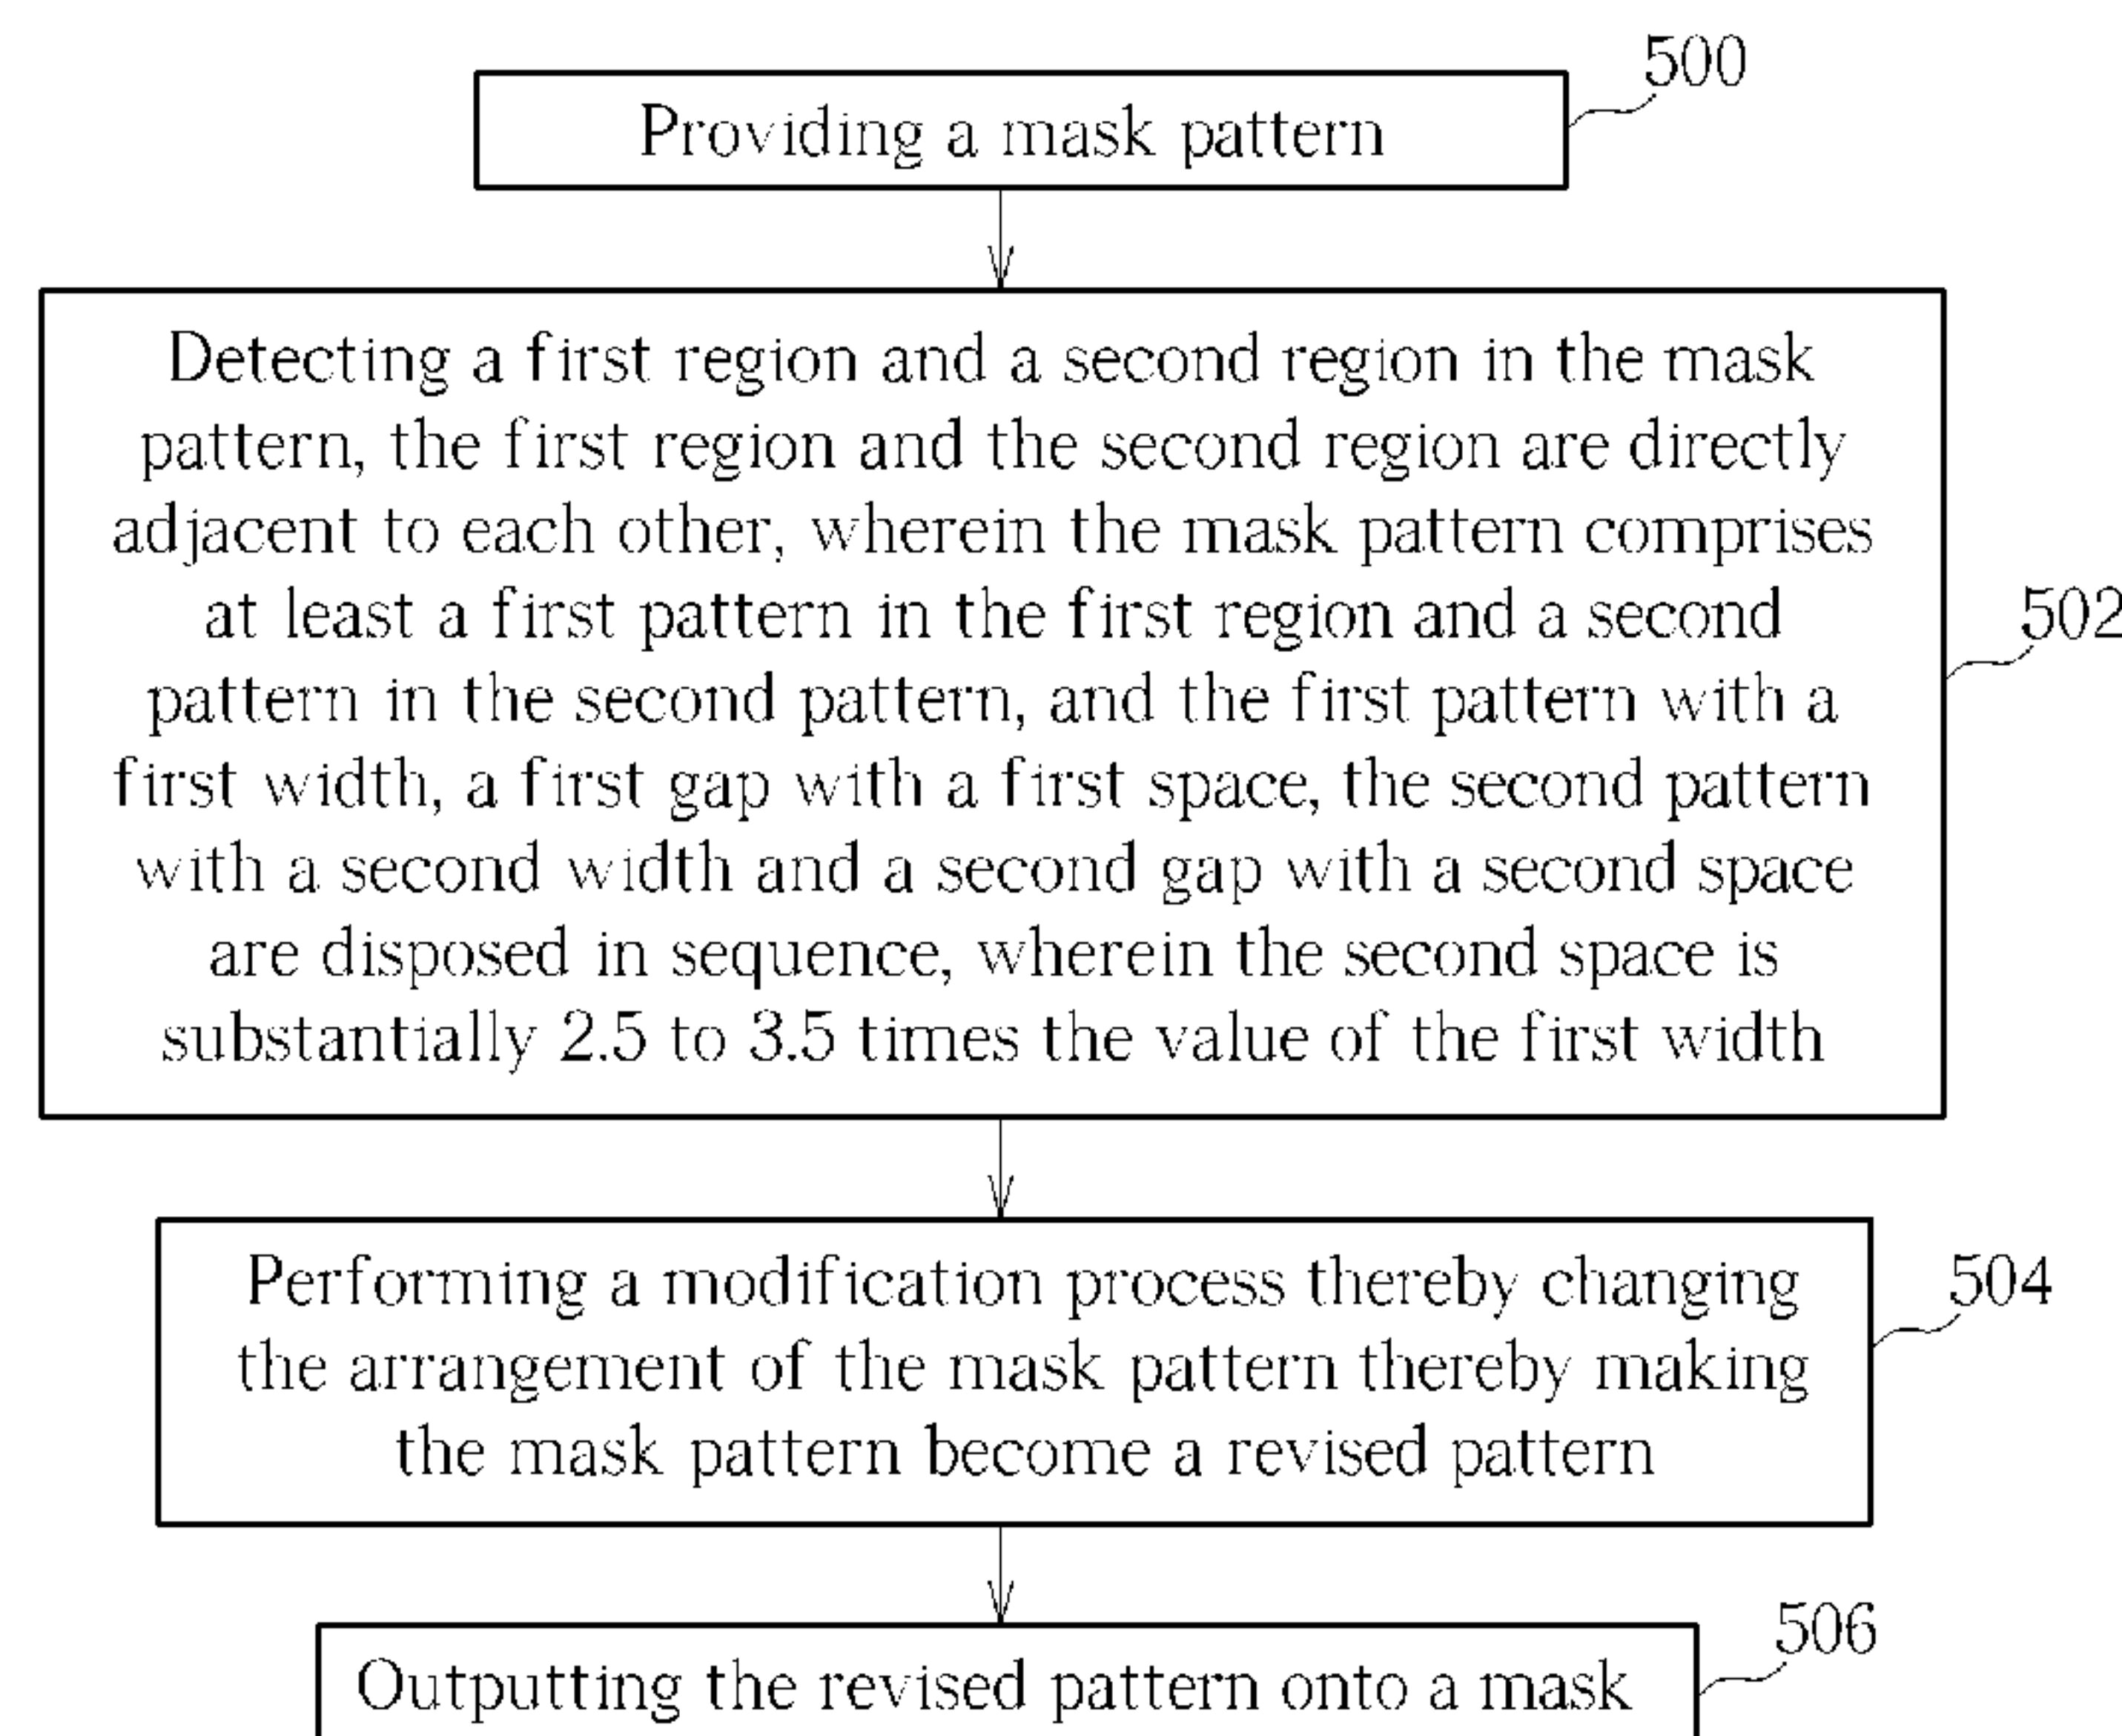 500
Providing a mask pattern
Detecting a first region and a second region in the mask
pattern, the first region and the second region are directly
adjacent to each other, wherein the mask pattern comprises
at least a first pattern in the first region and a second
pattern in the second pattern, and the first pattern with a
first width, a first gap with a first space, the second pattern
with a second width and a second gap with a second space
are disposed in sequence, wherein the second space is
substantially 2.5 to 3.5 times the value of the first width
502
Performing a modification process thereby changing
the arrangement of the mask pattern thereby making
the mask pattern become a revised pattern
504
506
Outputting the revised pattern onto a mask